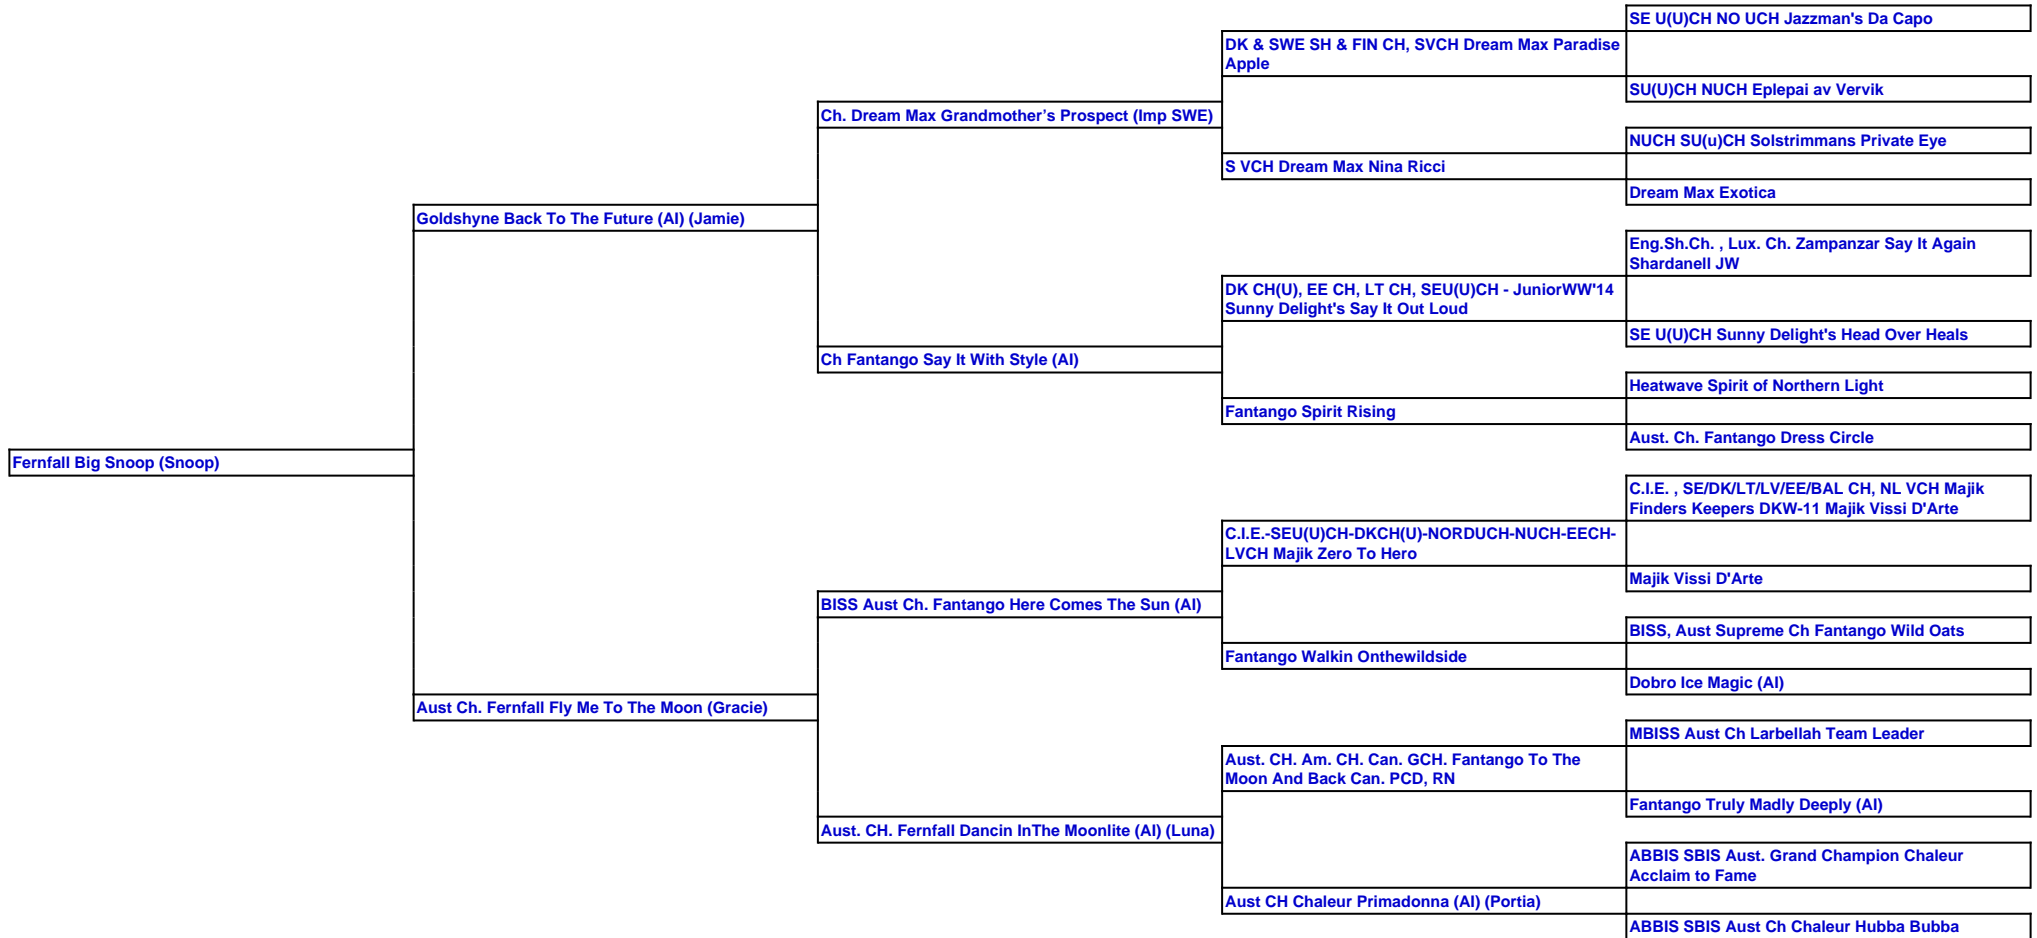 SE U(U)CH NO UCH Jazzman's Da Capo
DK & SWE SH & FIN CH, SVCH Dream Max Paradise
Apple
SU(U)CH NUCH Eplepai av Vervik
Ch. Dream Max Grandmother’s Prospect (Imp SWE)
NUCH SU(u)CH Solstrimmans Private Eye
S VCH Dream Max Nina Ricci
Dream Max Exotica
Goldshyne Back To The Future (AI) (Jamie)
Eng.Sh.Ch. , Lux. Ch. Zampanzar Say It Again
Shardanell JW
DK CH(U), EE CH, LT CH, SEU(U)CH - JuniorWW'14
Sunny Delight's Say It Out Loud
SE U(U)CH Sunny Delight's Head Over Heals
Ch Fantango Say It With Style (AI)
Heatwave Spirit of Northern Light
Fantango Spirit Rising
Aust. Ch. Fantango Dress Circle
Fernfall Big Snoop (Snoop)
C.I.E. , SE/DK/LT/LV/EE/BAL CH, NL VCH Majik
Finders Keepers DKW-11 Majik Vissi D'Arte
C.I.E.-SEU(U)CH-DKCH(U)-NORDUCH-NUCH-EECH-
LVCH Majik Zero To Hero
Majik Vissi D'Arte
BISS Aust Ch. Fantango Here Comes The Sun (AI)
BISS, Aust Supreme Ch Fantango Wild Oats
Fantango Walkin Onthewildside
Dobro Ice Magic (AI)
Aust Ch. Fernfall Fly Me To The Moon (Gracie)
MBISS Aust Ch Larbellah Team Leader
Aust. CH. Am. CH. Can. GCH. Fantango To The
Moon And Back Can. PCD, RN
Fantango Truly Madly Deeply (AI)
Aust. CH. Fernfall Dancin InThe Moonlite (AI) (Luna)
ABBIS SBIS Aust. Grand Champion Chaleur
Acclaim to Fame
Aust CH Chaleur Primadonna (AI) (Portia)
ABBIS SBIS Aust Ch Chaleur Hubba Bubba